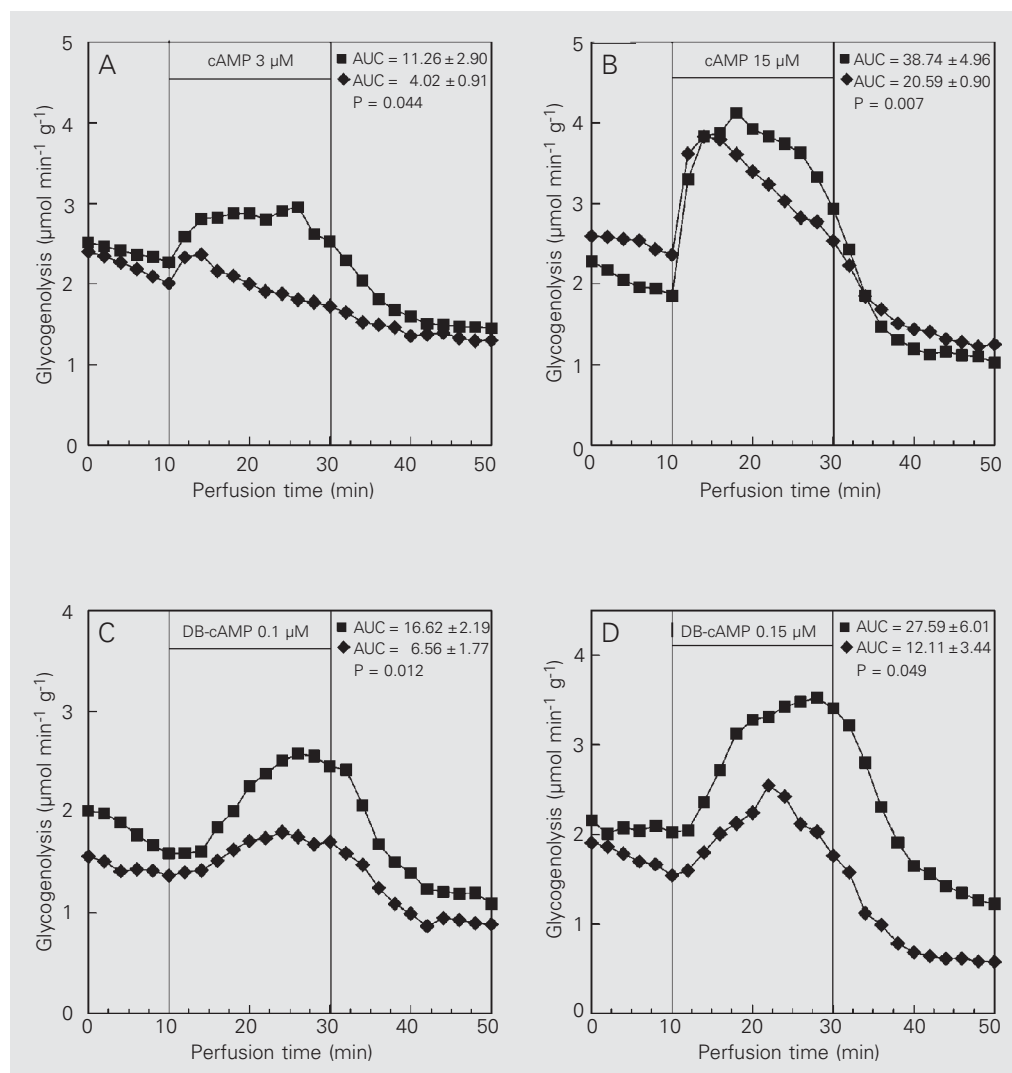 A
cAMP 3 µM
■ AUC = 11.26 ± 2.90
◆ AUC = 4.02 ± 0.91
P = 0.044
5
4
3
2
1
0
Glycogenolysis (µmol min⁻¹ g⁻¹)
0 10 20 30 40 50
Perfusion time (min)
B
cAMP 15 µM
■ AUC = 38.74 ± 4.96
◆ AUC = 20.59 ± 0.90
P = 0.007
5
4
3
2
1
0
Glycogenolysis (µmol min⁻¹ g⁻¹)
0 10 20 30 40 50
Perfusion time (min)
C
DB-cAMP 0.1 µM
■ AUC = 16.62 ± 2.19
◆ AUC = 6.56 ± 1.77
P = 0.012
4
3
2
1
0
Glycogenolysis (µmol min⁻¹ g⁻¹)
0 10 20 30 40 50
Perfusion time (min)
D
DB-cAMP 0.15 µM
■ AUC = 27.59 ± 6.01
◆ AUC = 12.11 ± 3.44
P = 0.049
4
3
2
1
0
Glycogenolysis (µmol min⁻¹ g⁻¹)
0 10 20 30 40 50
Perfusion time (min)